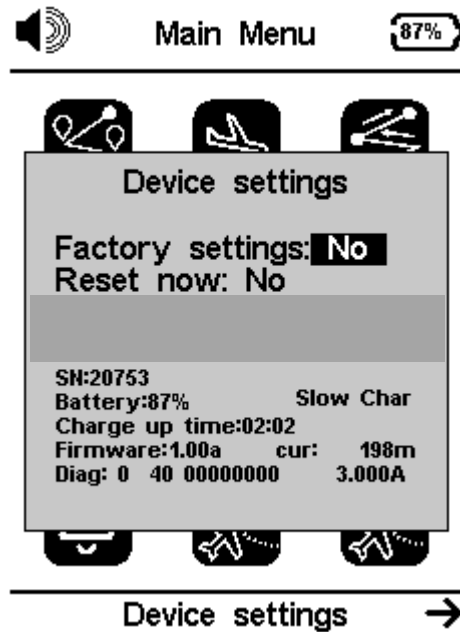 Main Menu 87%
Device settings
Factory settings: No
Reset now: No
SN:20753
Battery:87% Slow Char
Charge up time:02:02
Firmware:1.00a cur: 198m
Diag: 0 40 00000000 3.000A
Device settings